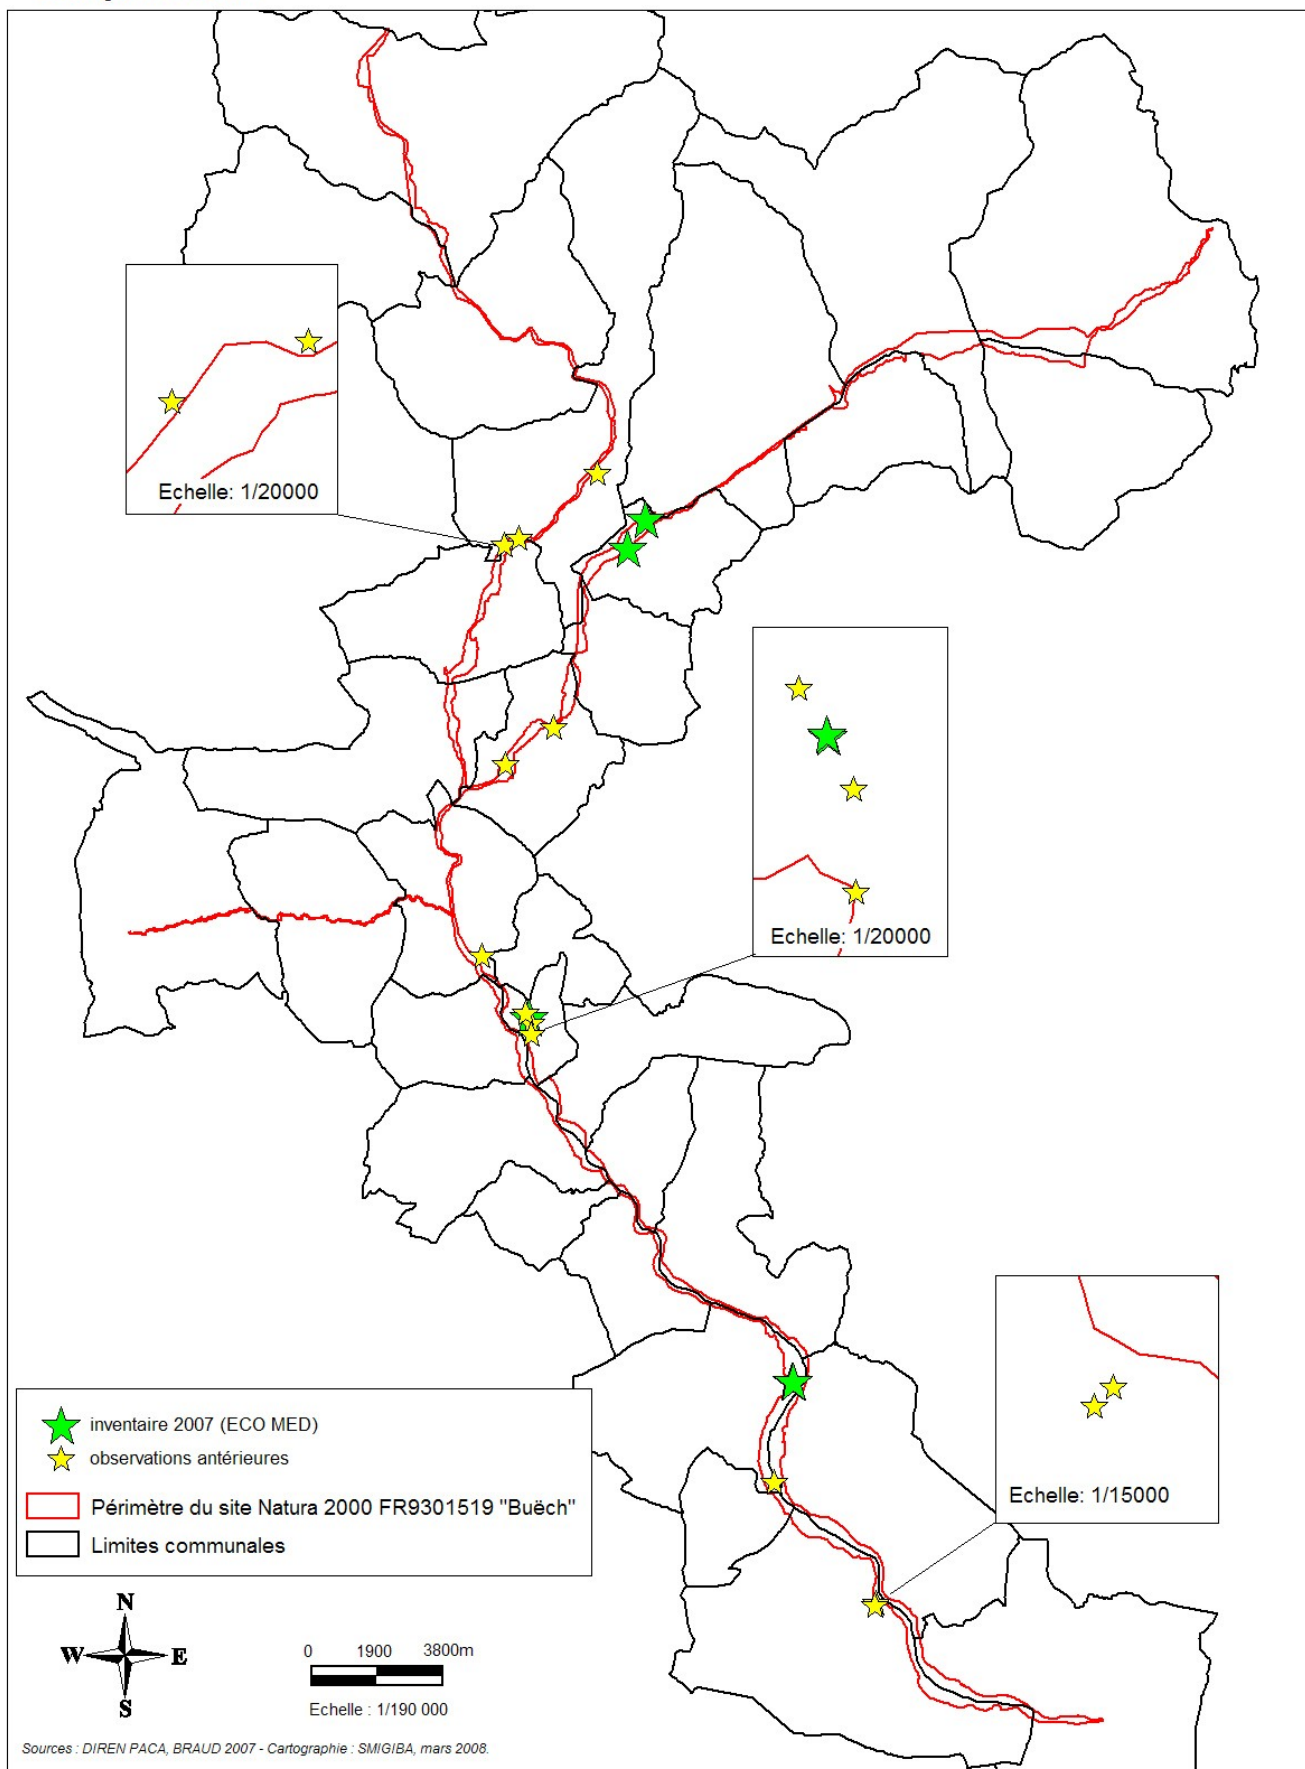 Echelle: 1/20000
Echelle: 1/20000
Echelle: 1/15000
inventaire 2007 (ECO MED)
observations antérieures
Périmètre du site Natura 2000 FR9301519 "Buëch"
Limites communales
N
W E
S
0 1900 3800m
Echelle : 1/190 000
Sources : DIREN PACA, BRAUD 2007 - Cartographie : SMIGIBA, mars 2008.